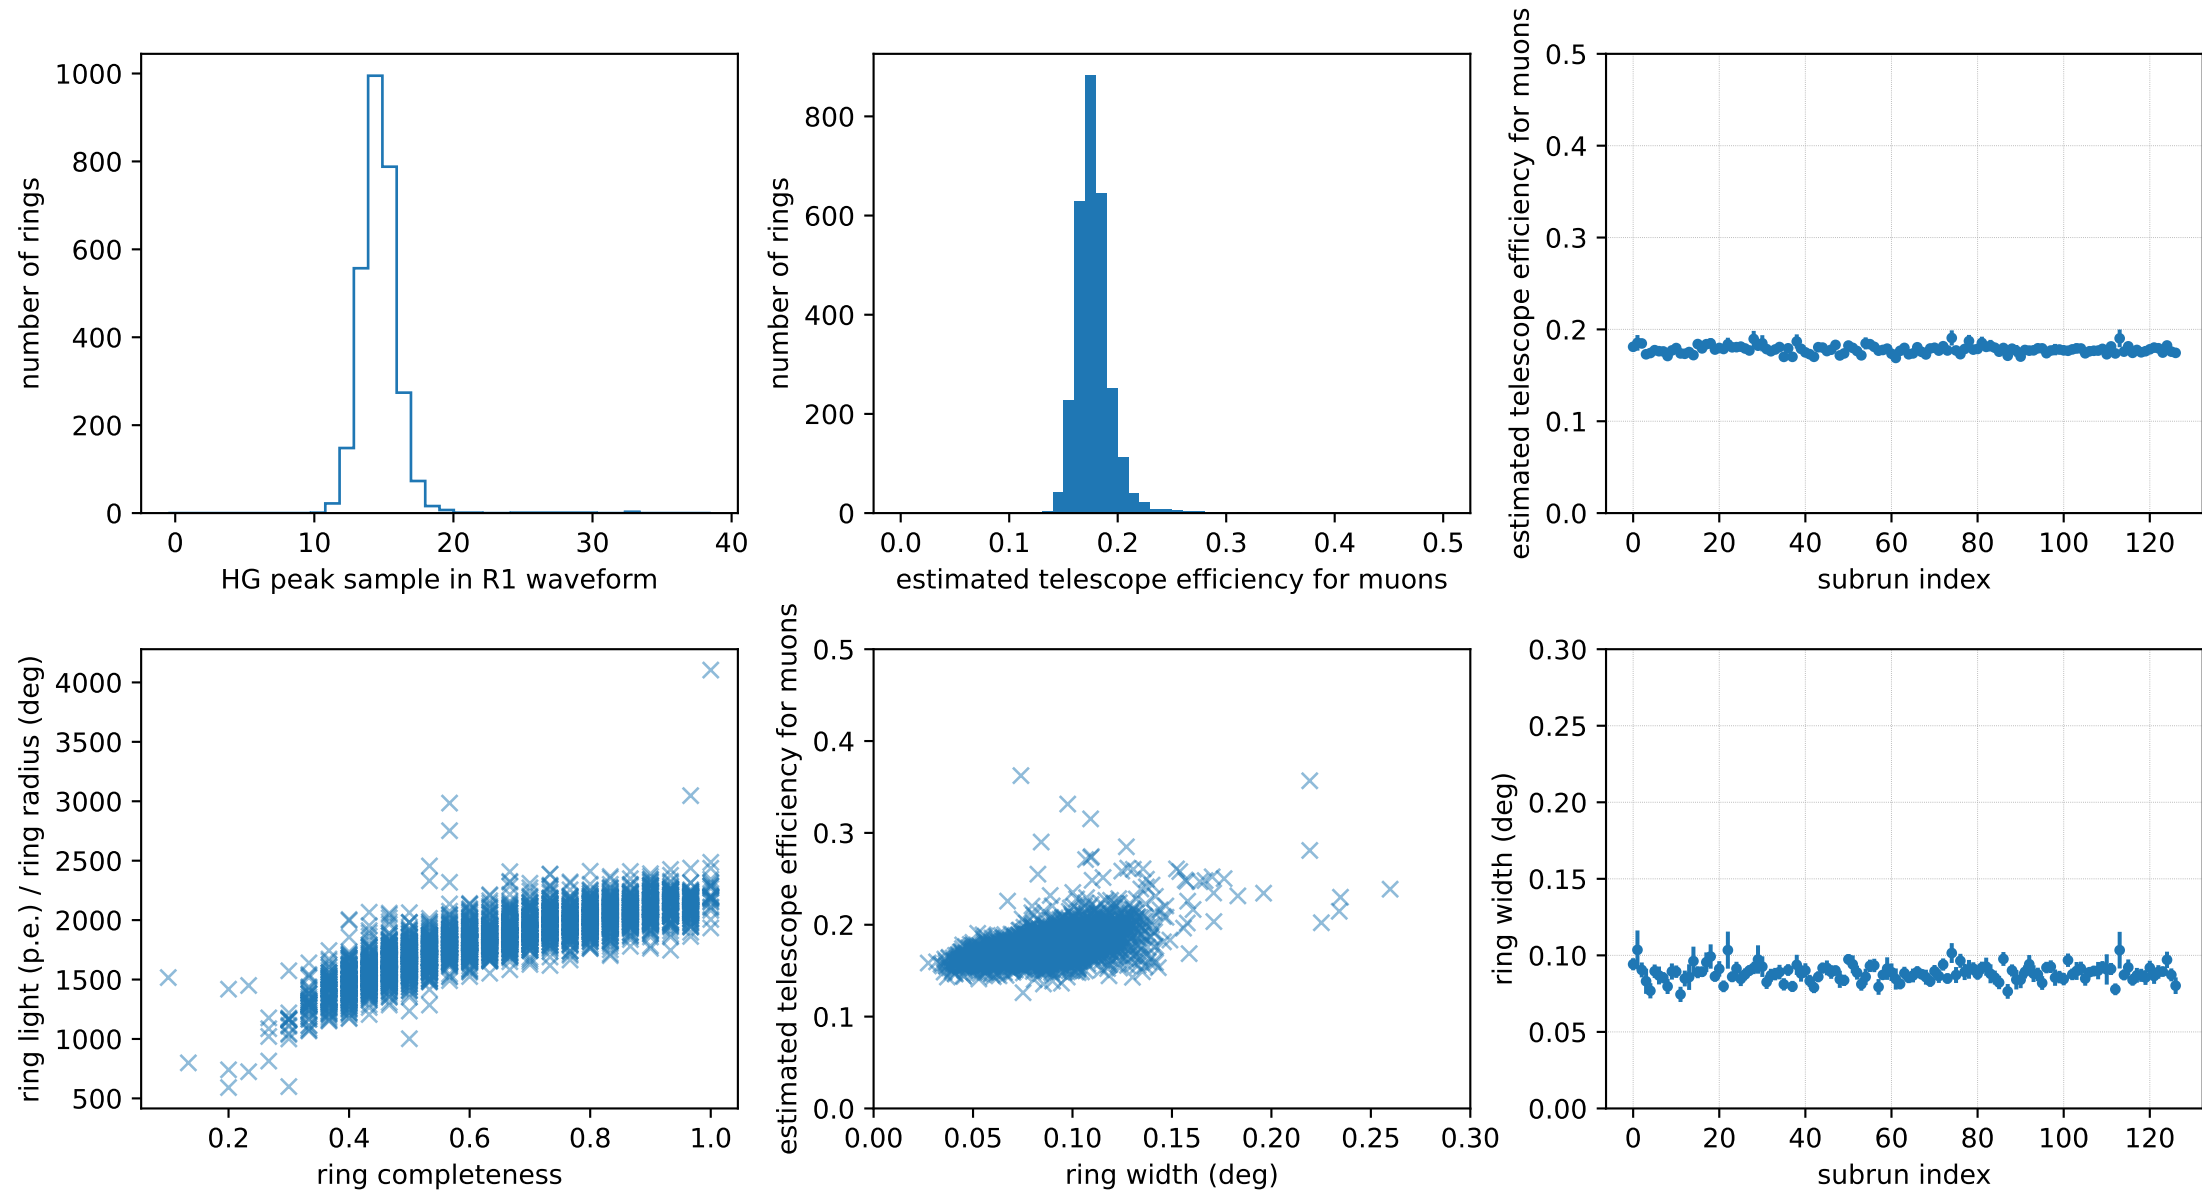 number of rings
1000
800
600
400
200
0
0 10 20 30 40
HG peak sample in R1 waveform
number of rings
800
600
400
200
0
0.0 0.1 0.2 0.3 0.4 0.5
estimated telescope efficiency for muons
estimated telescope efficiency for muons
0.5
0.4
0.3
0.2
0.1
0.0
0 20 40 60 80 100 120
subrun index
ring light (p.e.) / ring radius (deg)
4000
3500
3000
2500
2000
1500
1000
500
0.2 0.4 0.6 0.8 1.0
ring completeness
estimated telescope efficiency for muons
0.5
0.4
0.3
0.2
0.1
0.0
0.00 0.05 0.10 0.15 0.20 0.25 0.30
ring width (deg)
ring width (deg)
0.30
0.25
0.20
0.15
0.10
0.05
0.00
0 20 40 60 80 100 120
subrun index